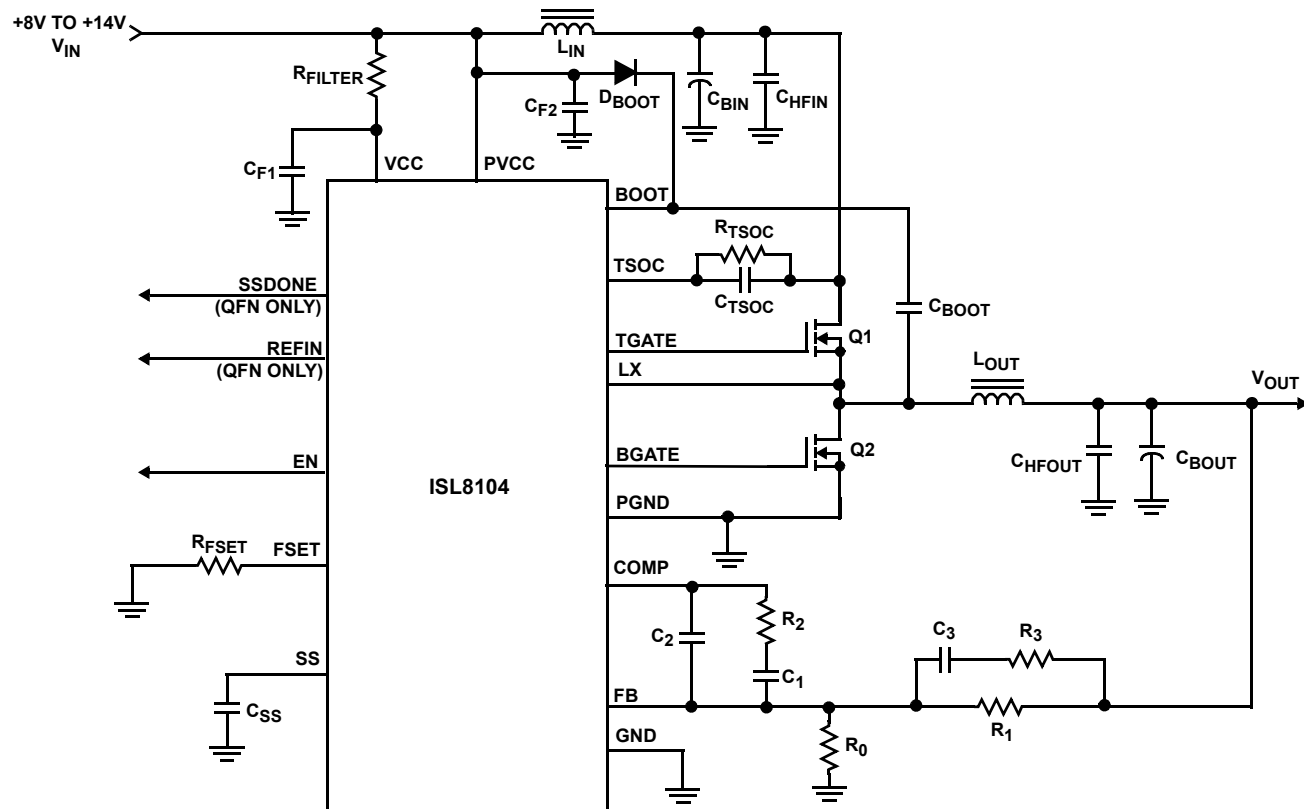 +8V TO +14V
VIN
LIN
RFILTER
CF2
DBOOT
CBIN
CHFIN
CF1
VCC
PVCC
BOOT
RTSOC
TSOC
CTSOC
SSDONE
(QFN ONLY)
CBOOT
TGATE
Q1
REFIN
(QFN ONLY)
LX
LOUT
VOUT
BGATE
Q2
CHFOUT
CBOUT
EN
ISL8104
PGND
RFSET
FSET
COMP
R2
C2
C1
C3
R3
SS
CSS
FB
R1
R0
GND